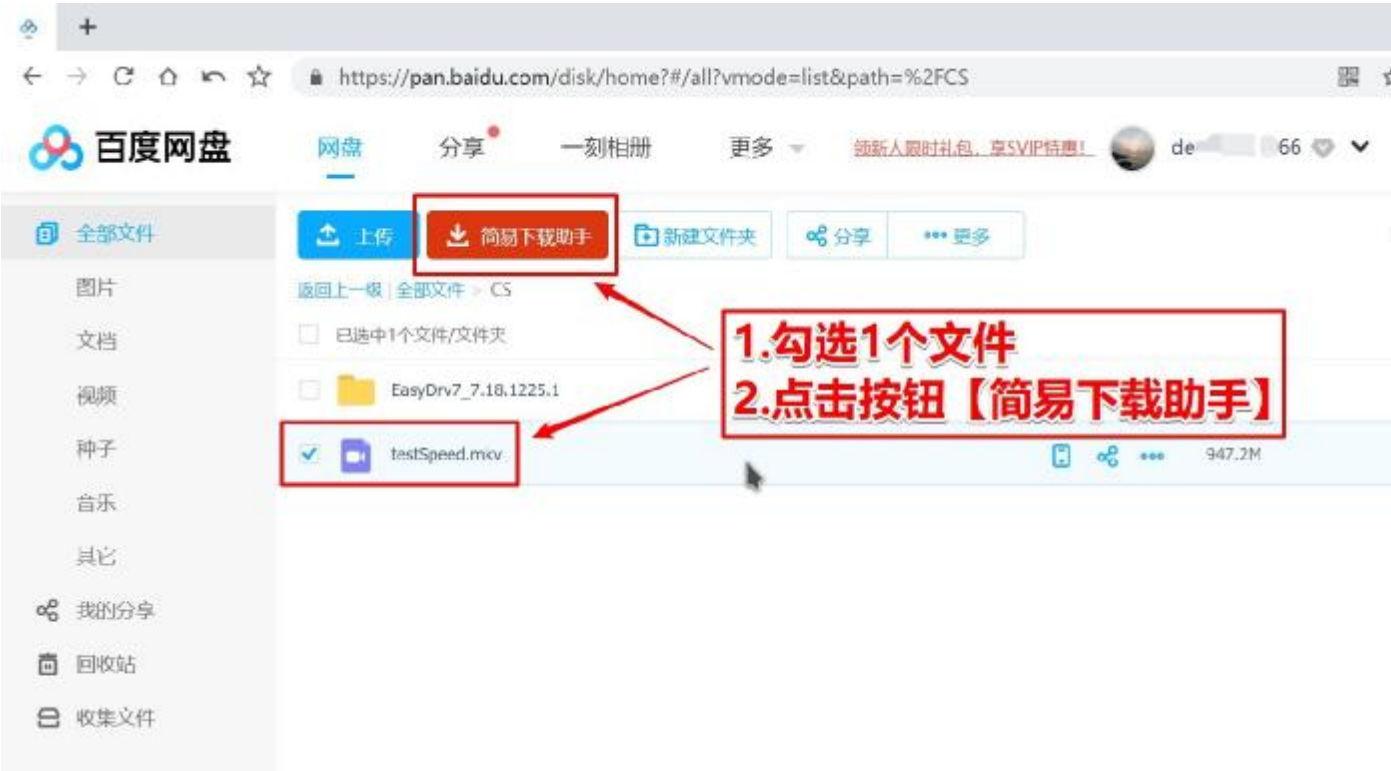 +
https://pan.baidu.com/disk/home?#/all?vmode=list&path=%2FCS
百度网盘 网盘 分享 一刻相册 更多 领新人限时礼包，享SVIP特惠！ de 66
全部文件 上传 简易下载助手 新建文件夹 分享 ••• 更多
图片 返回上一级 | 全部文件 > CS
文档 已选中1个文件/文件夹
1.勾选1个文件
视频 EasyDrv7_7.18.1225.1
2.点击按钮【简易下载助手】
种子 testSpeed.mkv ••• 947.2M
音乐
其它
我的分享
回收站
收集文件